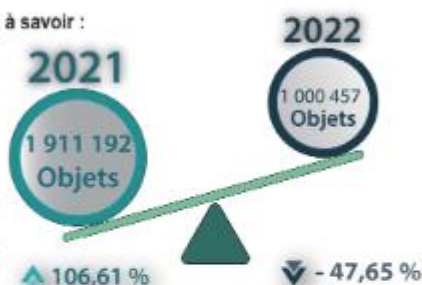 à savoir :
2021
1 911 192
Objets
2022
1 000 457
Objets
106,61 %
- 47,65 %